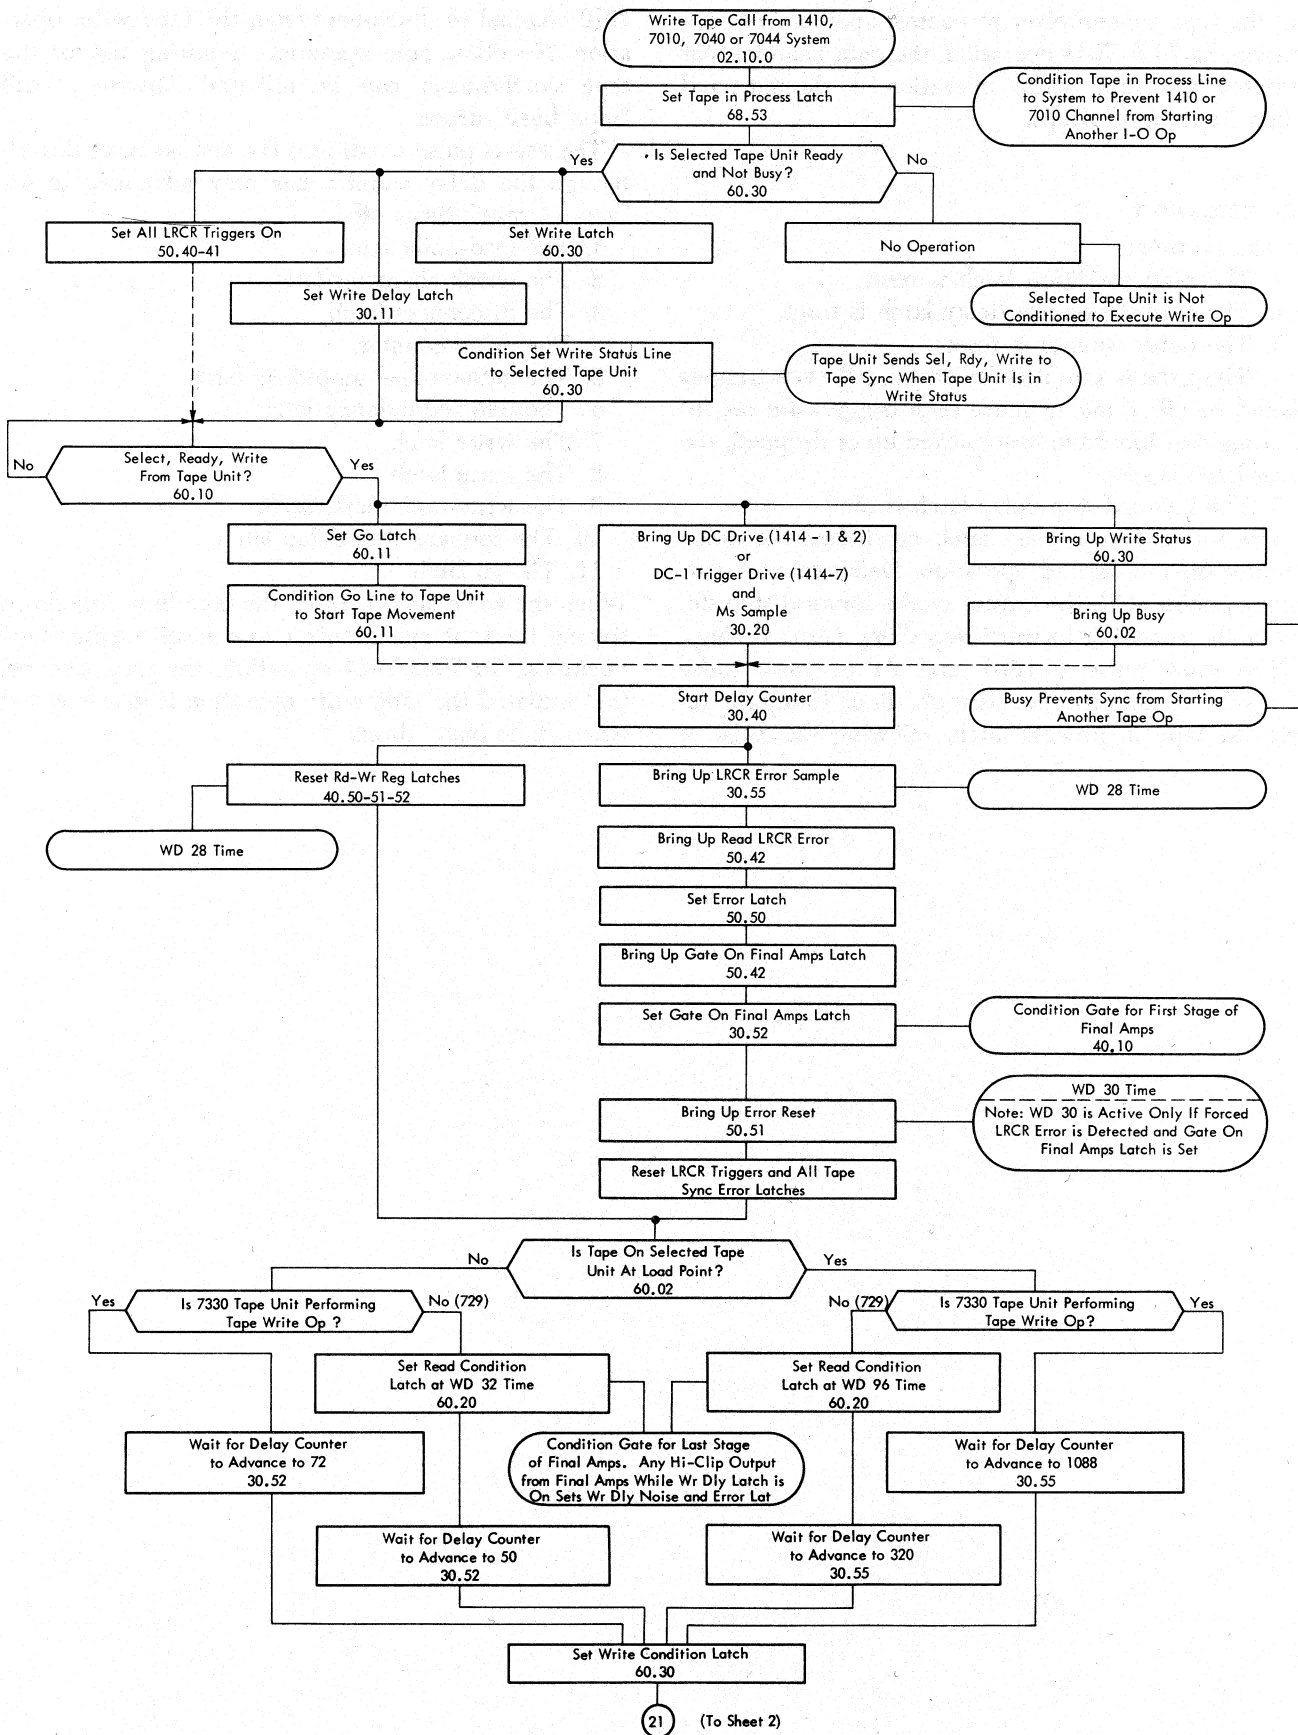 Write Tape Call from 1410,
7010, 7040 or 7044 System
02.10.0
Set Tape in Process Latch
68.53
Condition Tape in Process Line
to System to Prevent 1410 or
7010 Channel from Starting
Another I-O Op
Yes
Is Selected Tape Unit Ready
and Not Busy?
60.30
No
Set All LRCR Triggers On
50.40-41
Set Write Latch
60.30
No Operation
Set Write Delay Latch
30.11
Selected Tape Unit is Not
Conditioned to Execute Write Op
Condition Set Write Status Line
to Selected Tape Unit
60.30
Tape Unit Sends Sel, Rdy, Write to
Tape Sync When Tape Unit Is in
Write Status
No
Select, Ready, Write
From Tape Unit?
60.10
Yes
Set Go Latch
60.11
Bring Up DC Drive (1414 - 1 & 2)
or
DC-1 Trigger Drive (1414-7)
and
Ms Sample
30.20
Bring Up Write Status
60.30
Condition Go Line to Tape Unit
to Start Tape Movement
60.11
Bring Up Busy
60.02
Start Delay Counter
30.40
Busy Prevents Sync from Starting
Another Tape Op
Reset Rd-Wr Reg Latches
40.50-51-52
Bring Up LRCR Error Sample
30.55
WD 28 Time
WD 28 Time
Bring Up Read LRCR Error
50.42
Set Error Latch
50.50
Bring Up Gate On Final Amps Latch
50.42
Set Gate On Final Amps Latch
30.52
Condition Gate for First Stage of
Final Amps
40.10
Bring Up Error Reset
50.51
WD 30 Time
Note: WD 30 is Active Only If Forced
LRCR Error is Detected and Gate On
Final Amps Latch is Set
Reset LRCR Triggers and All Tape
Sync Error Latches
No
Is Tape On Selected Tape
Unit At Load Point?
60.02
Yes
Yes
Is 7330 Tape Unit Performing
Tape Write Op ?
No (729)
No (729)
Is 7330 Tape Unit Performing
Tape Write Op?
Yes
Set Read Condition
Latch at WD 32 Time
60.20
Set Read Condition
Latch at WD 96 Time
60.20
Wait for Delay Counter
to Advance to 72
30.52
Condition Gate for Last Stage
of Final Amps. Any Hi-Clip Output
from Final Amps While Wr Dly Latch is
On Sets Wr Dly Noise and Error Lat
Wait for Delay Counter
to Advance to 1088
30.55
Wait for Delay Counter
to Advance to 50
30.52
Wait for Delay Counter
to Advance to 320
30.55
Set Write Condition Latch
60.30
21
(To Sheet 2)